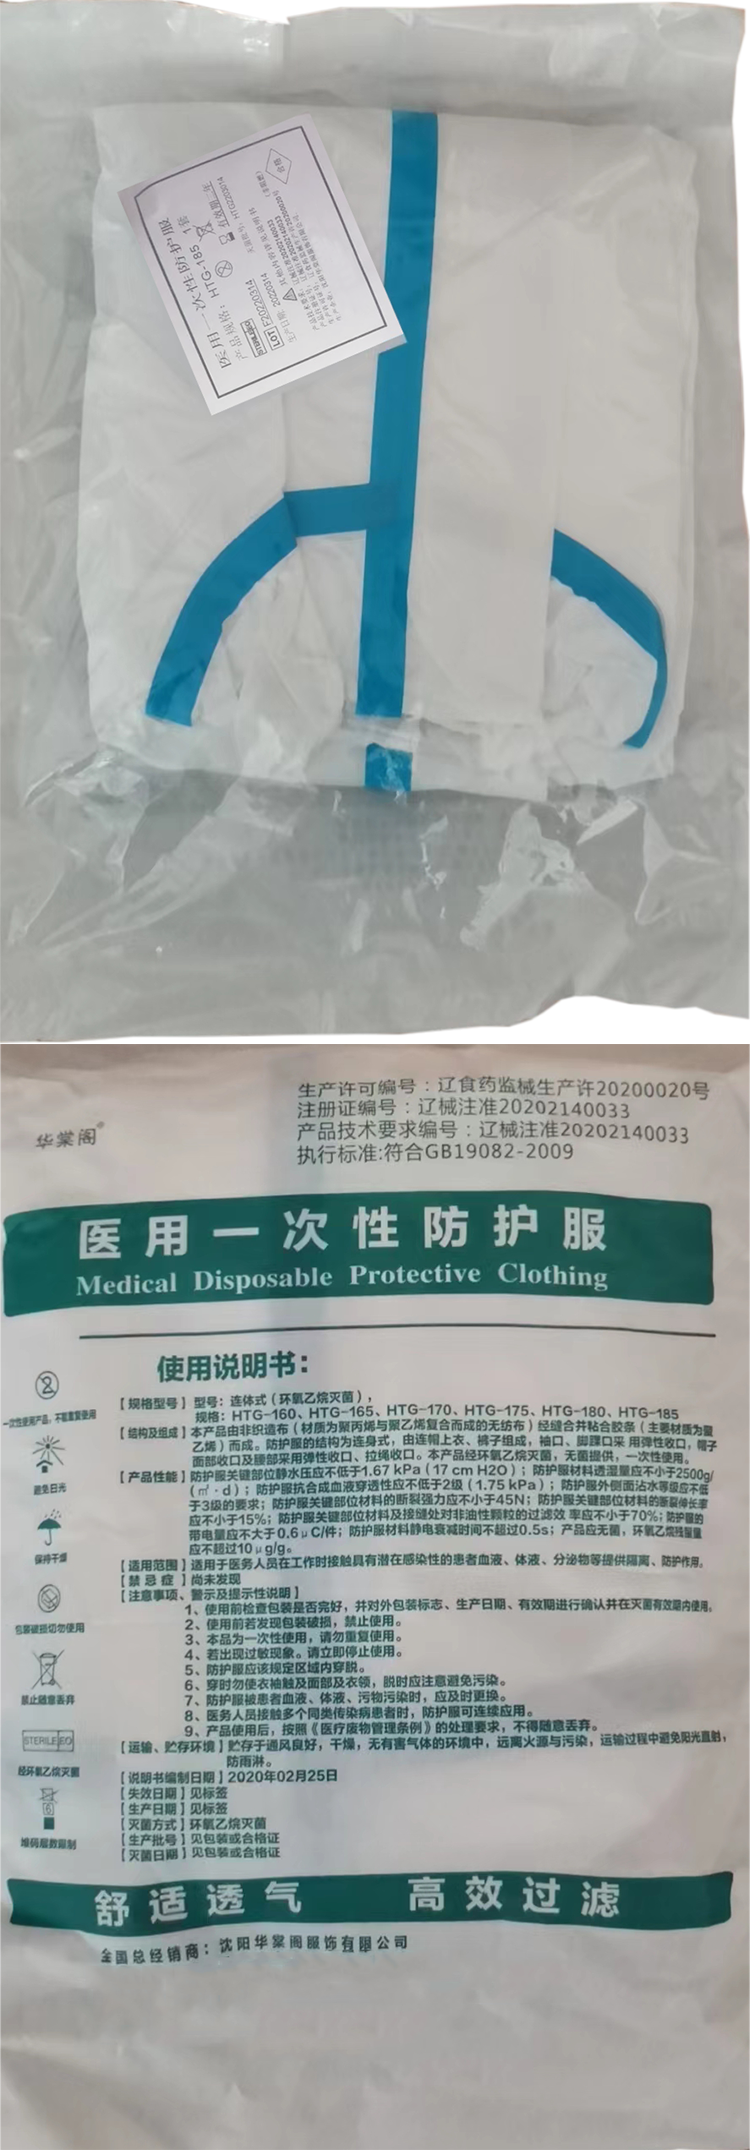 医用一次性防护服
产品规格：HTG-185 1套
STERILE EO
有效期：二年
LOT F20220314
灭菌批号：HTG2203014
生产日期：20220314
其他内容详见说明书
合格
生产许可编号：辽食药监械生产许20200020号
注册证编号：辽械注准20202140033
产品技术要求编号：辽械注准20202140033
执行标准:符合GB19082-2009
华棠阁®
医用一次性防护服
Medical Disposable Protective Clothing
使用说明书：
【规格型号】型号：连体式（环氧乙烷灭菌），
规格：HTG-160、HTG-165、HTG-170、HTG-175、HTG-180、HTG-185
【结构及组成】本产品由非织造布（材质为聚丙烯与聚乙烯复合而成的无纺布）经缝合并粘合胶条（主要材质为聚
乙烯）而成。防护服的结构为连身式，由连帽上衣、裤子组成，袖口、脚踝口采 用弹性收口，帽子
面部收口及腰部采用弹性收口、拉绳收口。本产品经环氧乙烷灭菌，无菌提供，一次性使用。
【产品性能】防护服关键部位静水压应不低于1.67 kPa（17 cm H2O）；防护服材料透湿量应不小于2500g/
（㎡·d）；防护服抗合成血液穿透性应不低于2级（1.75 kPa）；防护服外侧面沾水等级应不低
于3级的要求；防护服关键部位材料的断裂强力应不小于45N；防护服关键部位材料的断裂伸长率
应不小于15%；防护服关键部位材料及接缝处对非油性颗粒的过滤效 率应不小于70%；防护服的
带电量应不大于0.6μC/件；防护服材料静电衰减时间不超过0.5s；产品应无菌，环氧乙烷残留量
应不超过10μg/g。
【适用范围】适用于医务人员在工作时接触具有潜在感染性的患者血液、体液、分泌物等提供隔离、防护作用。
【禁 忌 症】尚未发现
【注意事项、警示及提示性说明】
1、使用前检查包装是否完好，并对外包装标志、生产日期、有效期进行确认并在灭菌有效期内使用。
2、使用前若发现包装破损，禁止使用。
3、本品为一次性使用，请勿重复使用。
4、若出现过敏现象。请立即停止使用。
5、防护服应该规定区域内穿脱。
6、穿时勿使衣袖触及面部及衣领，脱时应注意避免污染。
7、防护服被患者血液、体液、污物污染时，应及时更换。
8、医务人员接触多个同类传染病患者时，防护服可连续应用。
9、产品使用后，按照《医疗废物管理条例》的处理要求，不得随意丢弃。
【运输、贮存环境】贮存于通风良好，干燥，无有害气体的环境中，远离火源与污染，运输过程中避免阳光直射，
防雨淋。
【说明书编制日期】2020年02月25日
【失效日期】见标签
【生产日期】见标签
【灭菌方式】环氧乙烷灭菌
【生产批号】见包装或合格证
【灭菌日期】见包装或合格证
2
一次性使用产品，不能重复使用
避免日光
保持干燥
包装破损切勿使用
禁止随意丢弃
STERILE EO
经环氧乙烷灭菌
6
堆码层数限制
舒适透气 高效过滤
全国总经销商：沈阳华棠阁服饰有限公司